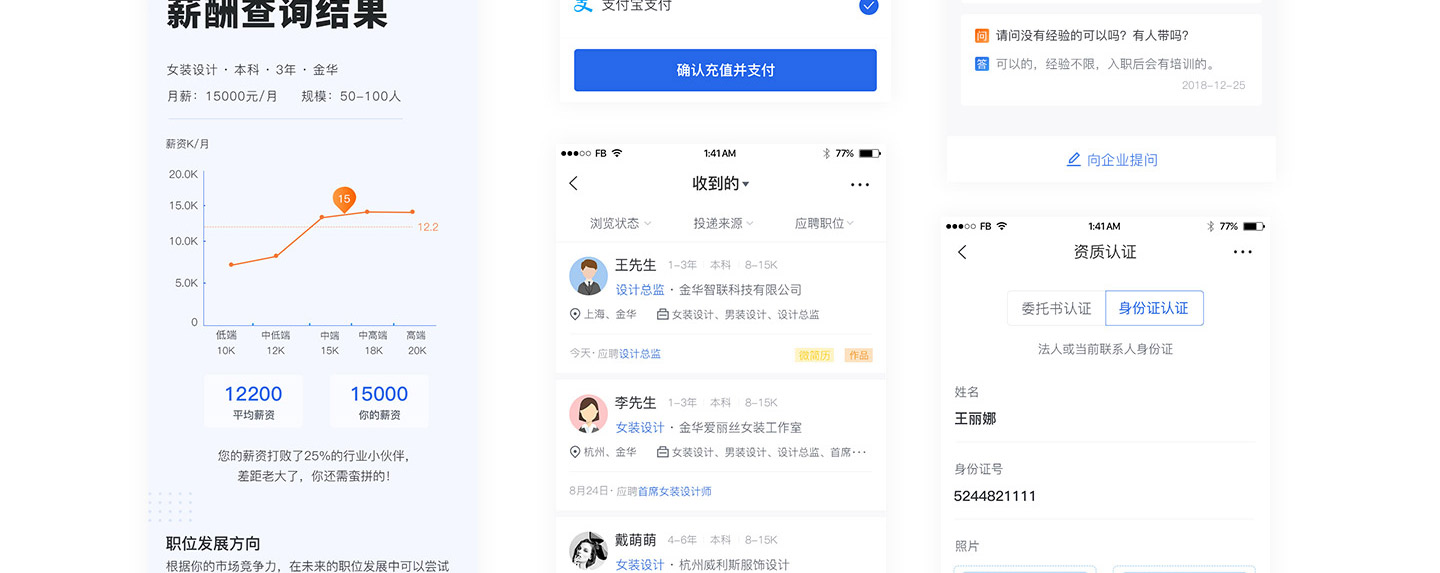 薪酬查询结果
女装设计 · 本科 · 3年 · 金华
月薪：15000元/月 规模：50-100人
薪资K/月
20.0K
15.0K
10.0K
5.0K
0
15
12.2
低端 中低端 中端 中高端 高端
10K 12K 15K 18K 20K
12200 15000
平均薪资 你的薪资
您的薪资打败了25%的行业小伙伴，
差距老大了，你还需蛮拼的！
职位发展方向
根据你的市场竞争力，在未来的职位发展中可以尝试
支付宝支付
确认充值并支付
FB 1:41 AM 77%
收到的
浏览状态 投递来源 应聘职位
王先生 1-3年 本科 8-15K
设计总监 · 金华智联科技有限公司
上海、金华 女装设计、男装设计、设计总监
今天 · 应聘设计总监 微简历 作品
李先生 1-3年 本科 8-15K
女装设计 · 金华爱丽丝女装工作室
杭州、金华 女装设计、男装设计、设计总监、首席···
8月24日 · 应聘首席女装设计师
戴萌萌 4-6年 本科 8-15K
女装设计 · 杭州威利斯服饰设计
问 请问没有经验的可以吗？有人带吗？
答 可以的，经验不限，入职后会有培训的。
2018-12-25
向企业提问
FB 1:41 AM 77%
资质认证
委托书认证 身份证认证
法人或当前联系人身份证
姓名
王丽娜
身份证号
5244821111
照片